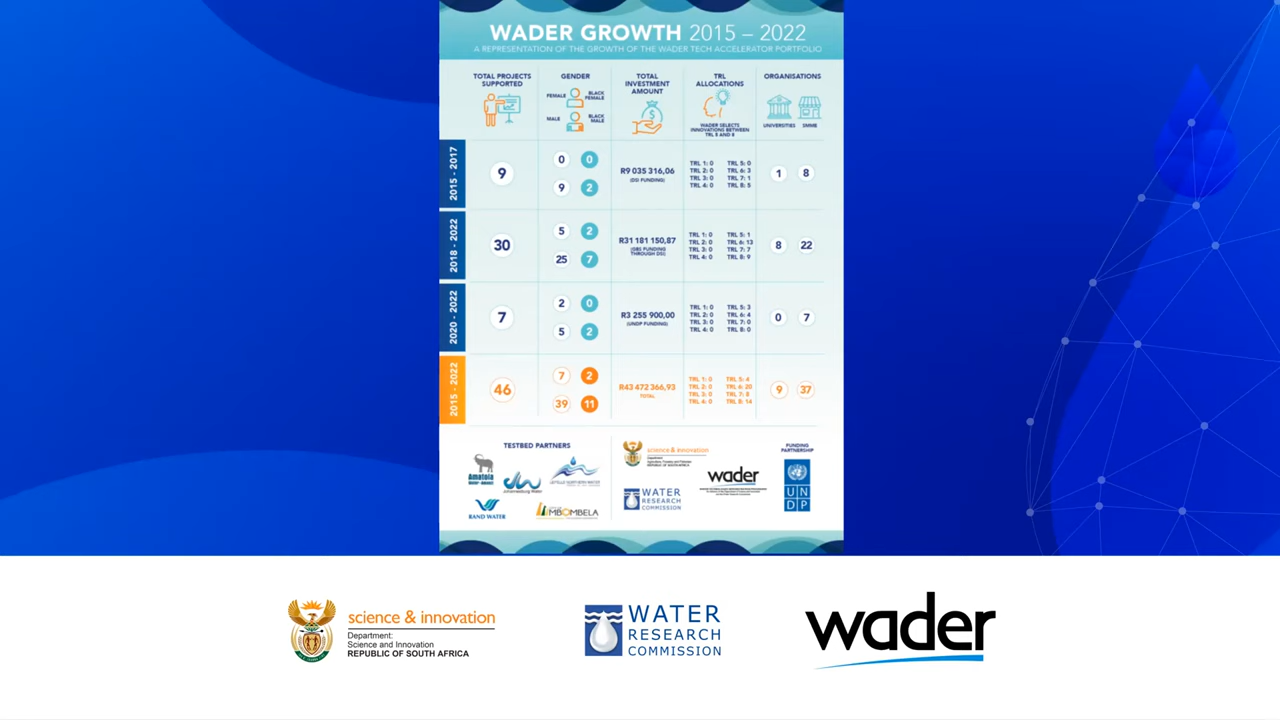 WADER GROWTH 2015 – 2022
A REPRESENTATION OF THE GROWTH OF THE WADER TECH ACCELERATOR PORTFOLIO
TOTAL PROJECTS
SUPPORTED
GENDER
FEMALE
BLACK
FEMALE
MALE
BLACK
MALE
TOTAL
INVESTMENT
AMOUNT
TRL
ALLOCATIONS
WADER SELECTS
INNOVATIONS BETWEEN
ORGANISATIONS
UNIVERSITIES
SMME
2015 - 2017
9
0 0
9 2
R9 035 316,06
(DSI FUNDING)
TRL 1: 0 TRL 5: 0
TRL 2: 0 TRL 6: 3
TRL 3: 0 TRL 7: 1
TRL 4: 0 TRL 8: 5
1 8
2018 - 2022
30
5 2
25 7
R31 181 150,87
(GBS FUNDING
THROUGH DSI)
TRL 1: 0 TRL 5: 1
TRL 2: 0 TRL 6: 13
TRL 3: 0 TRL 7: 7
TRL 4: 0 TRL 8: 9
8 22
2020 - 2022
7
2 0
5 2
R3 255 900,00
(UNDP FUNDING)
TRL 1: 0 TRL 5: 3
TRL 2: 0 TRL 6: 4
TRL 3: 0 TRL 7: 0
TRL 4: 0 TRL 8: 0
0 7
2015 - 2022
46
7 2
39 11
R43 472 366,93
TOTAL
TRL 1: 0 TRL 5: 4
TRL 2: 0 TRL 6: 20
TRL 3: 0 TRL 7: 8
TRL 4: 0 TRL 8: 14
9 37
TESTBED PARTNERS
Amatola
Johannesburg Water
RAND WATER
MBOMBELA
science & innovation
REPUBLIC OF SOUTH AFRICA
WATER
RESEARCH
COMMISSION
wader
FUNDING
PARTNERSHIP
U N
D P
science & innovation
Department:
Science and Innovation
REPUBLIC OF SOUTH AFRICA
WATER
RESEARCH
COMMISSION
wader